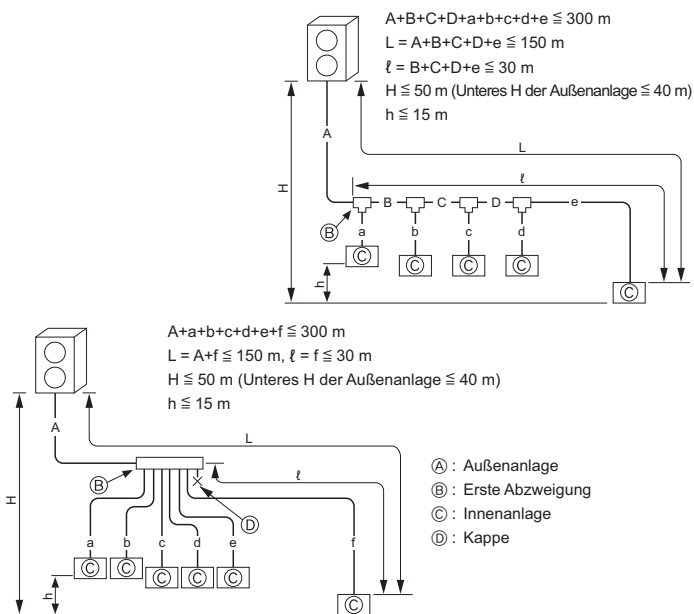 A+B+C+D+a+b+c+d+e ≦ 300 m
L = A+B+C+D+e ≦ 150 m
ℓ = B+C+D+e ≦ 30 m
H ≦ 50 m (Unteres H der Außenanlage ≦ 40 m)
h ≦ 15 m
A
L
H
ℓ
B C D e
Ⓑ a b c d
Ⓒ Ⓒ Ⓒ Ⓒ
h
Ⓒ
A+a+b+c+d+e+f ≦ 300 m
L = A+f ≦ 150 m, ℓ = f ≦ 30 m
H ≦ 50 m (Unteres H der Außenanlage ≦ 40 m)
h ≦ 15 m
A
L
H
Ⓑ ℓ
Ⓓ
a b c d e f
Ⓒ Ⓒ Ⓒ Ⓒ Ⓒ
h
Ⓒ
Ⓐ : Außenanlage
Ⓑ : Erste Abzweigung
Ⓒ : Innenanlage
Ⓓ : Kappe